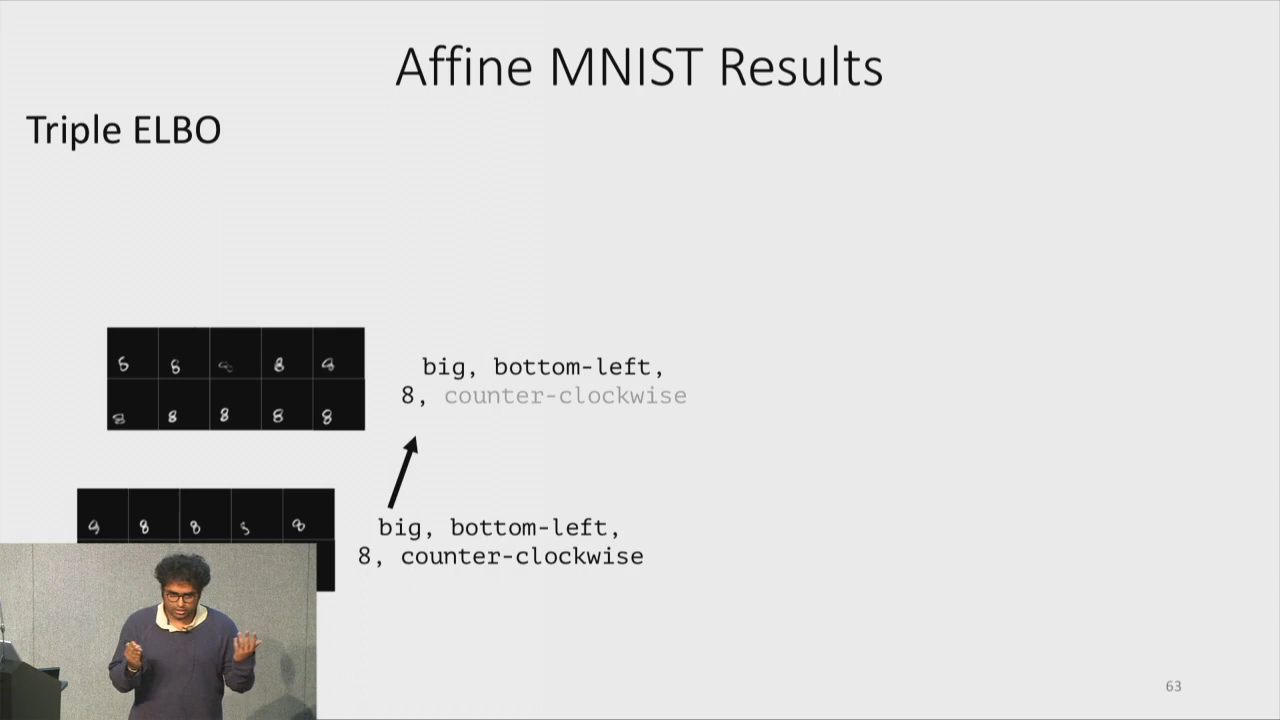 Affine MNIST Results
Triple ELBO
big, bottom-left,
8, counter-clockwise
big, bottom-left,
8, counter-clockwise
63